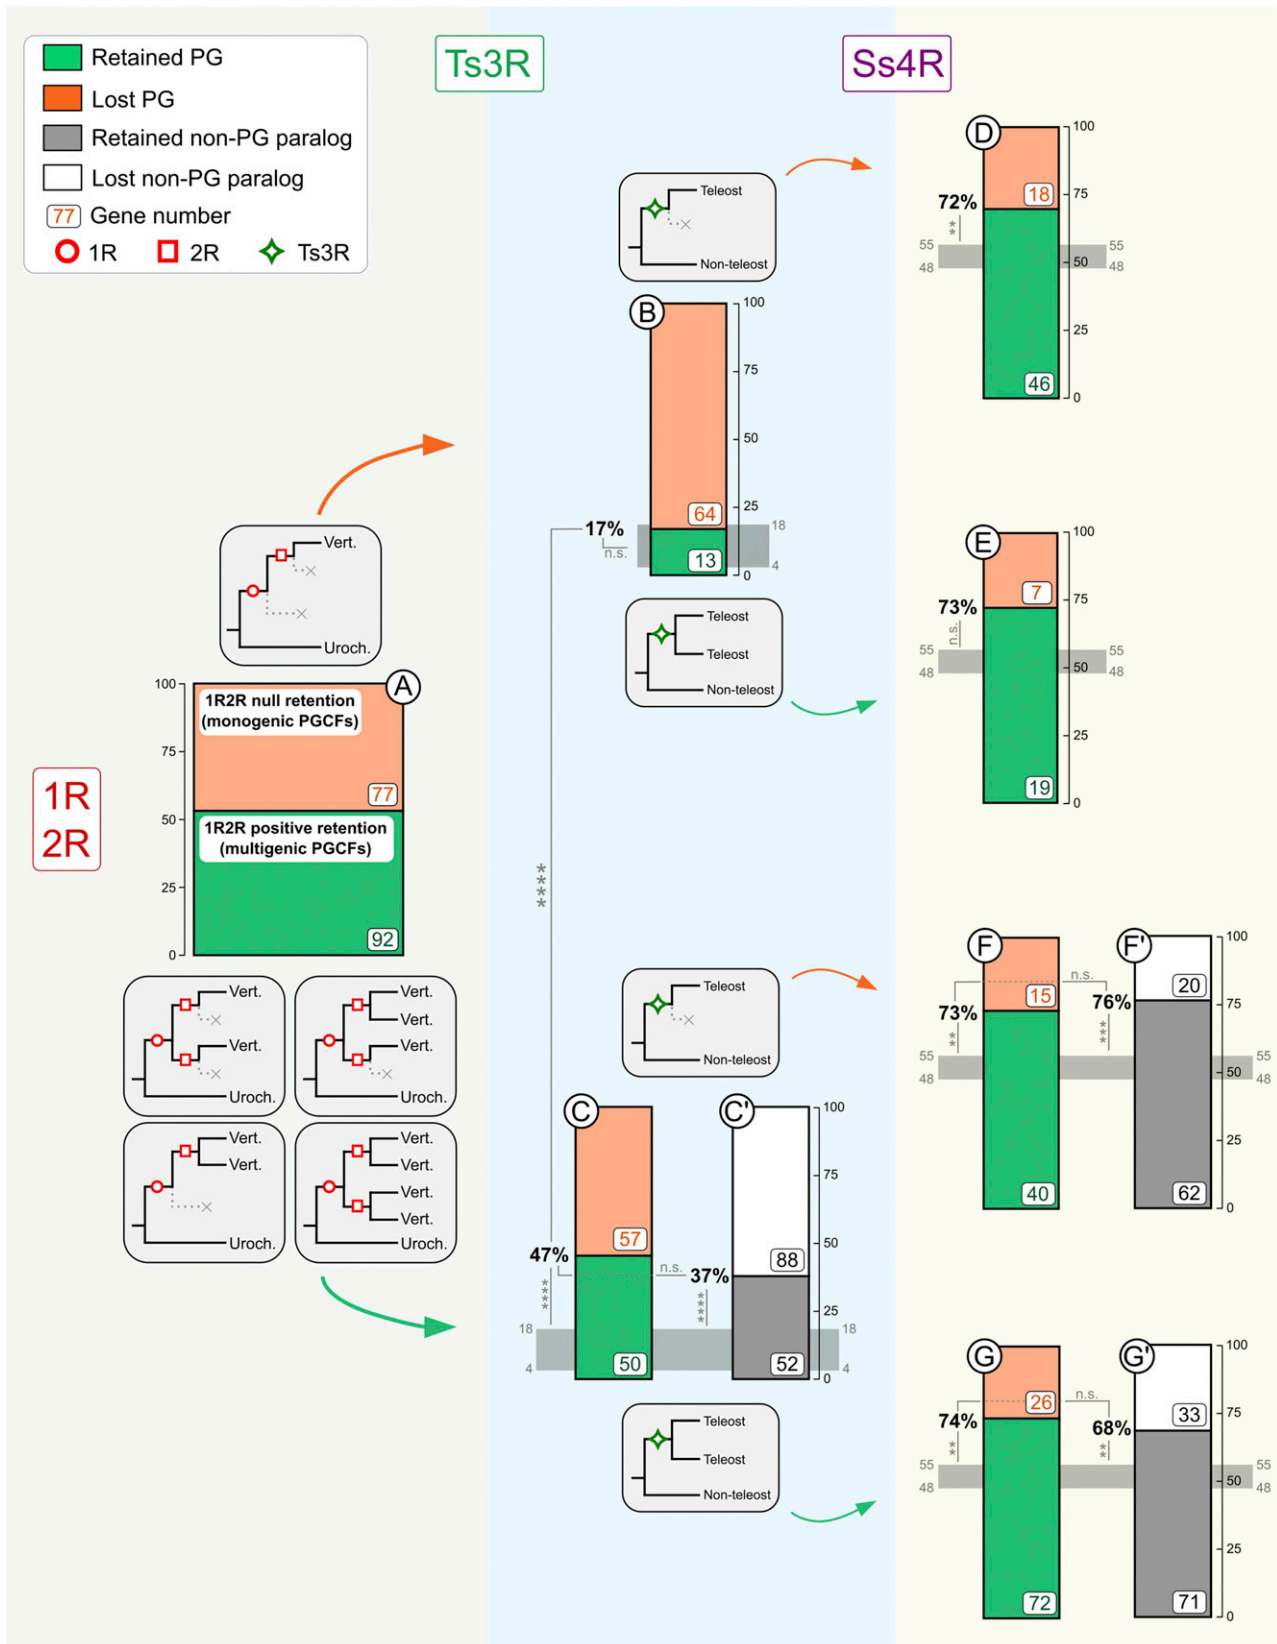 Retained PG
Lost PG
Retained non-PG paralog
Lost non-PG paralog
77 Gene number
1R 2R Ts3R
Ts3R
Ss4R
1R
2R
Vert.
Uroch.
A
100
75
50
25
0
1R2R null retention
(monogenic PGCFs)
77
1R2R positive retention
(multigenic PGCFs)
92
Vert.
Vert.
Uroch.
Vert.
Vert.
Vert.
Uroch.
Vert.
Vert.
Uroch.
Vert.
Vert.
Vert.
Vert.
Uroch.
Teleost
Non-teleost
B
100
75
50
25
0
64
13
17%
n.s.
18
4
Teleost
Teleost
Non-teleost
****
Teleost
Non-teleost
C
57
50
47%
****
n.s.
18
4
C'
88
52
37%
****
100
75
50
25
0
18
4
Teleost
Teleost
Non-teleost
D
18
46
72%
**
55
48
55
48
100
75
50
25
0
E
7
19
73%
n.s.
55
48
55
48
100
75
50
25
0
F
15
40
73%
**
n.s.
55
48
F'
20
62
76%
***
55
48
100
75
50
25
0
G
26
72
74%
**
n.s.
55
48
G'
33
71
68%
**
55
48
100
75
50
25
0